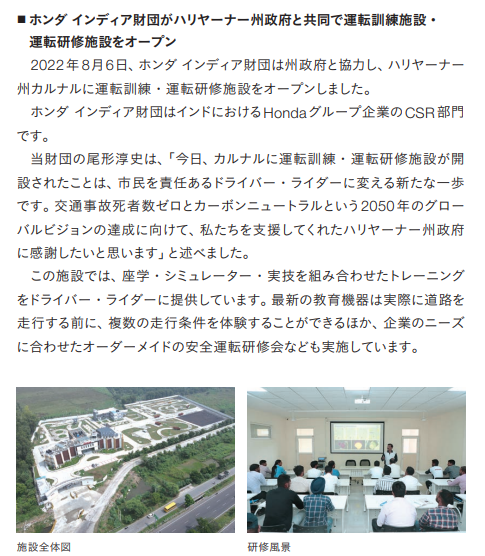 ■ ホンダ インディア財団がハリヤーナー州政府と共同で運転訓練施設・
運転研修施設をオープン
2022年8月6日、ホンダ インディア財団は州政府と協力し、ハリヤーナー
州カルナルに運転訓練・運転研修施設をオープンしました。
ホンダ インディア財団はインドにおけるHondaグループ企業のCSR部門
です。
当財団の尾形淳史は、「今日、カルナルに運転訓練・運転研修施設が開
設されたことは、市民を責任あるドライバー・ライダーに変える新たな一歩
です。交通事故死者数ゼロとカーボンニュートラルという2050年のグロー
バルビジョンの達成に向けて、私たちを支援してくれたハリヤーナー州政府
に感謝したいと思います」と述べました。
この施設では、座学・シミュレーター・実技を組み合わせたトレーニング
をドライバー・ライダーに提供しています。最新の教育機器は実際に道路を
走行する前に、複数の走行条件を体験することができるほか、企業のニーズ
に合わせたオーダーメイドの安全運転研修会なども実施しています。
施設全体図
研修風景